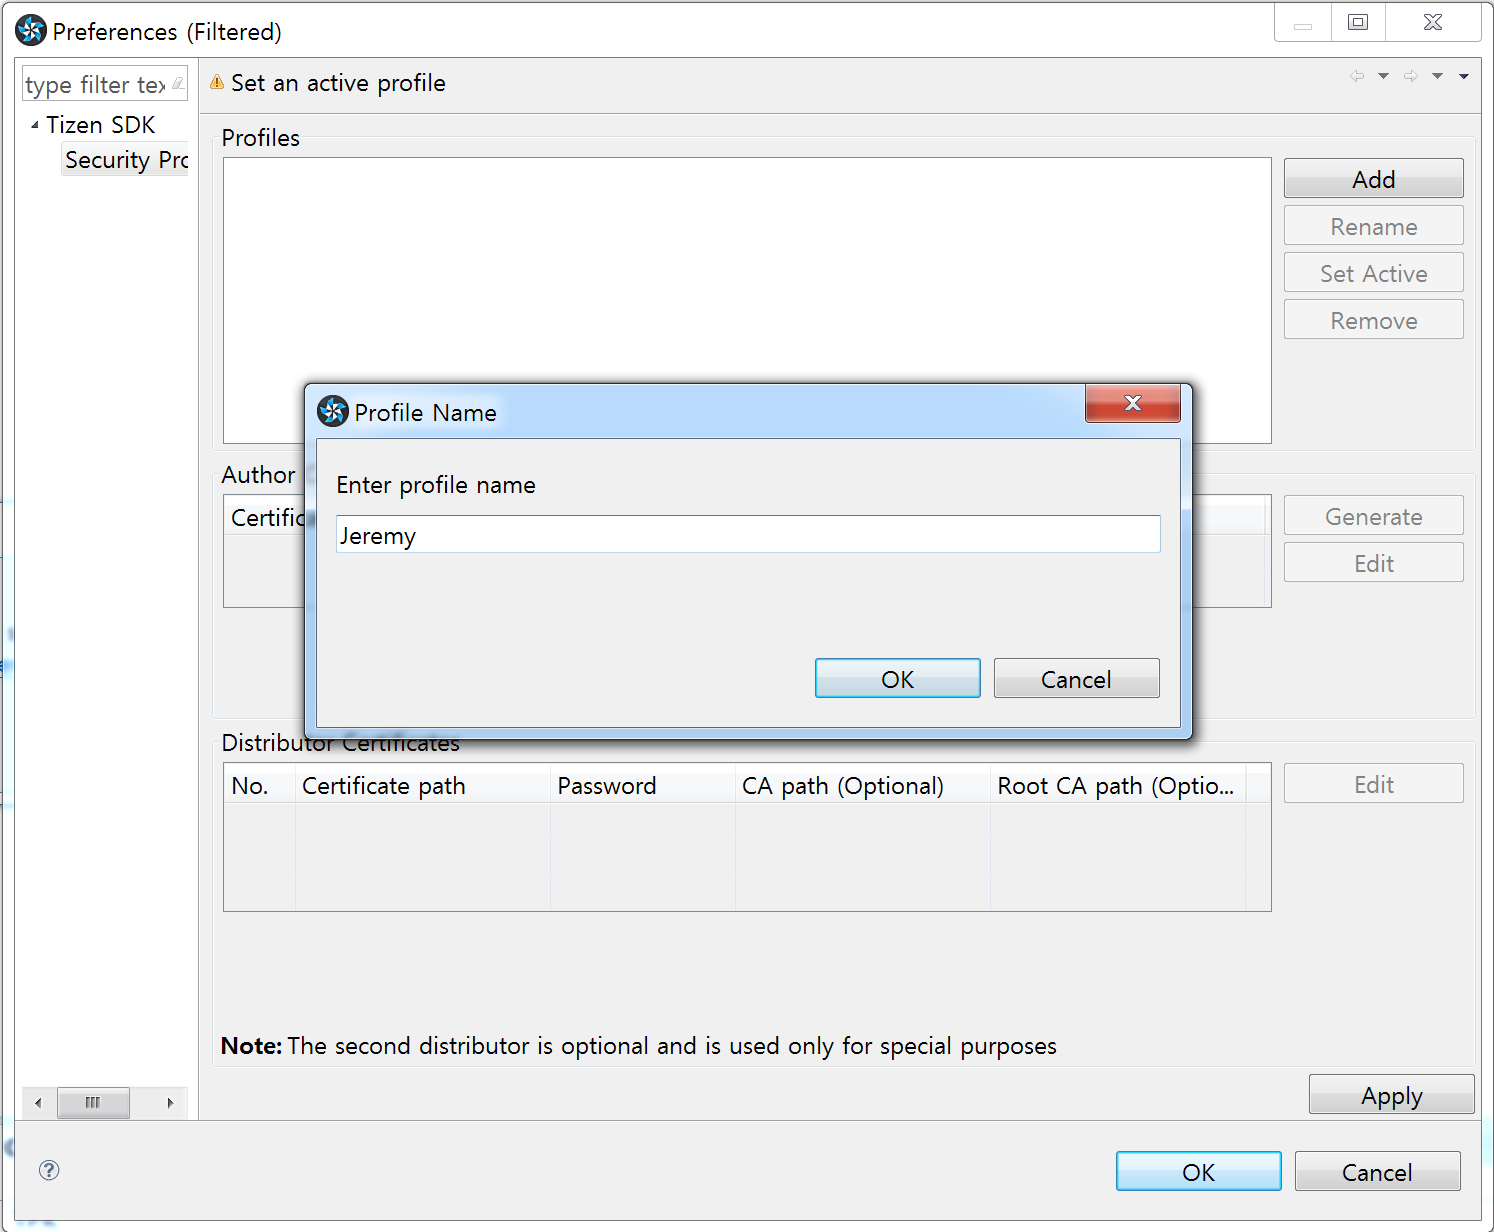 Preferences (Filtered)
type filter tex
Set an active profile
Tizen SDK
Security Pro
Profiles
Add
Rename
Set Active
Remove
Profile Name
Enter profile name
Jeremy
OK
Cancel
Author
Certific
Generate
Edit
Distributor Certificates
No.
Certificate path
Password
CA path (Optional)
Root CA path (Optio...
Edit
Note: The second distributor is optional and is used only for special purposes
Apply
OK
Cancel